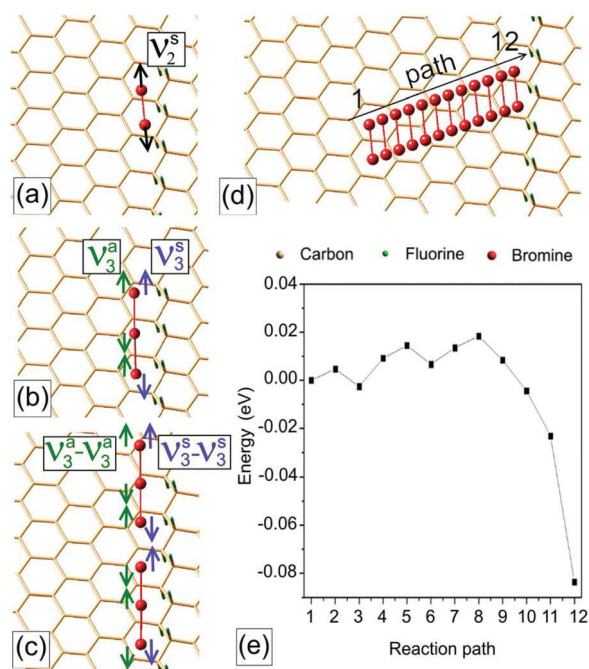 ν₂ˢ
(a)
1 path 12
(d)
ν₃ᵃ ν₃ˢ
(b)
ν₃ᵃ-ν₃ᵃ ν₃ˢ-ν₃ˢ
(c)
Carbon Fluorine Bromine
0.04
0.02
0.00
-0.02
-0.04
-0.06
-0.08
Energy (eV)
1 2 3 4 5 6 7 8 9 10 11 12
Reaction path
(e)